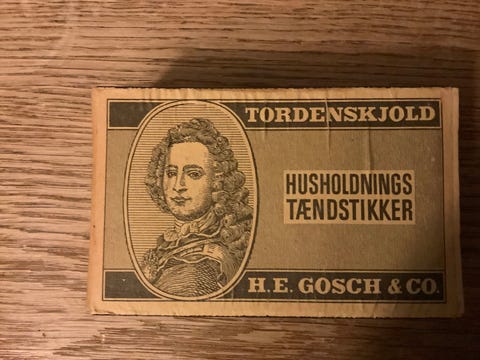 TORDENSKJOLD
HUSHOLDNINGS
TÆNDSTIKKER
H.E. GOSCH & CO.